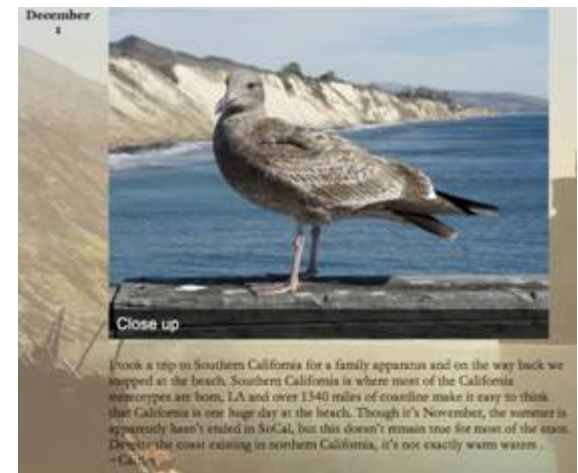 December
1
Close up
I took a trip to Southern California for a family apparatus and on the way back we
stopped at the beach. Southern California is where most of the California
stereotypes are born, LA and over 1340 miles of coastline make it easy to think
that California is one huge day at the beach. Though it's November, the summer is
apparently hasn't ended in SoCal, but this doesn't remain true for most of the state.
Despite the coast existing in northern California, it's not exactly warm waters .